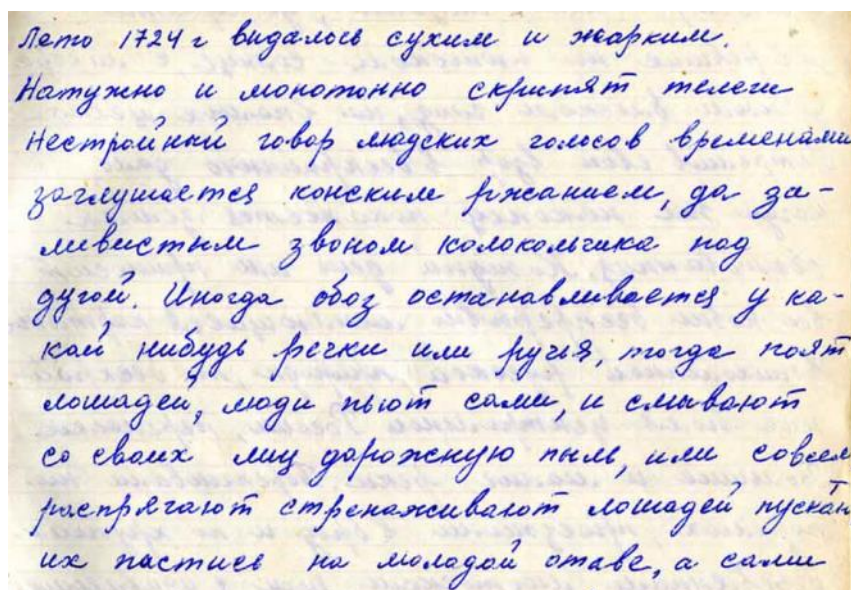 Лето 1724 г выдалось сухим и жарким.
Натужно и монотонно скрипят телеги
Нестройный говор людских голосов временами
заглушается конским ржанием, да за-
ливистым звоном колокольчика под
дугой. Иногда обоз останавливается у ка-
кой нибудь речки или ручья, тогда поят
лошадей, люди пьют сами, и смывают
со своих лиц дорожную пыль, или совсем
распрягают стренаживают лошадей пускают
их пастись на молодой отаве, а сами